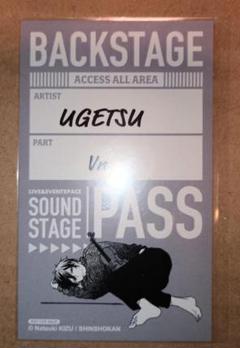 BACKSTAGE
ACCESS ALL AREA
ARTIST
UGETSU
PART
LIVE&EVENTSPACE
SOUND
STAGE
PASS
© Natsuki KIZU / SHINSHOKAN